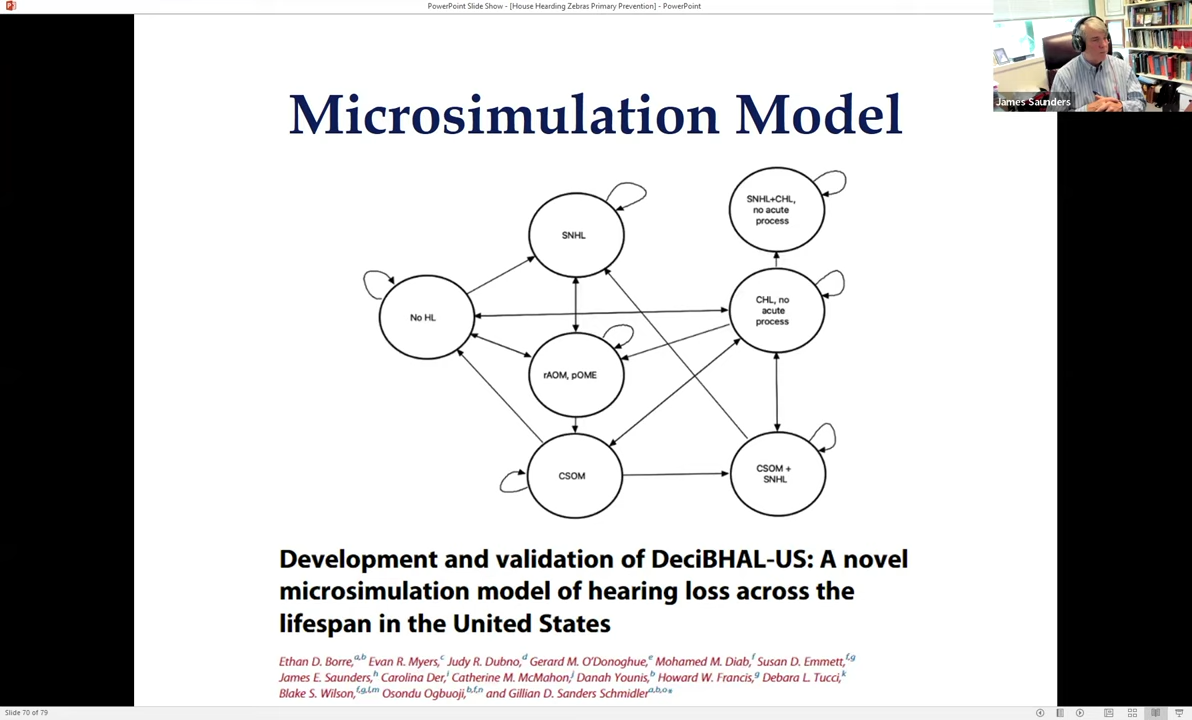 PowerPoint Slide Show - [House Hearding Zebras Primary Prevention] - PowerPoint
James Saunders
Microsimulation Model
SNHL+CHL,
no acute
process
SNHL
CHL, no
acute
process
No HL
rAOM, pOME
CSOM
CSOM +
SNHL
Development and validation of DeciBHAL-US: A novel
microsimulation model of hearing loss across the
lifespan in the United States
Ethan D. Borre,a,b Evan R. Myers,c Judy R. Dubno,d Gerard M. O'Donoghue,e Mohamed M. Diab,f Susan D. Emmett,f,g
James E. Saunders,h Carolina Der,i Catherine M. McMahon,j Danah Younis,b Howard W. Francis,g Debara L. Tucci,k
Blake S. Wilson,f,g,l,m Osondu Ogbuoji,b,f,n and Gillian D. Sanders Schmidlera,b,o*
Slide 70 of 79